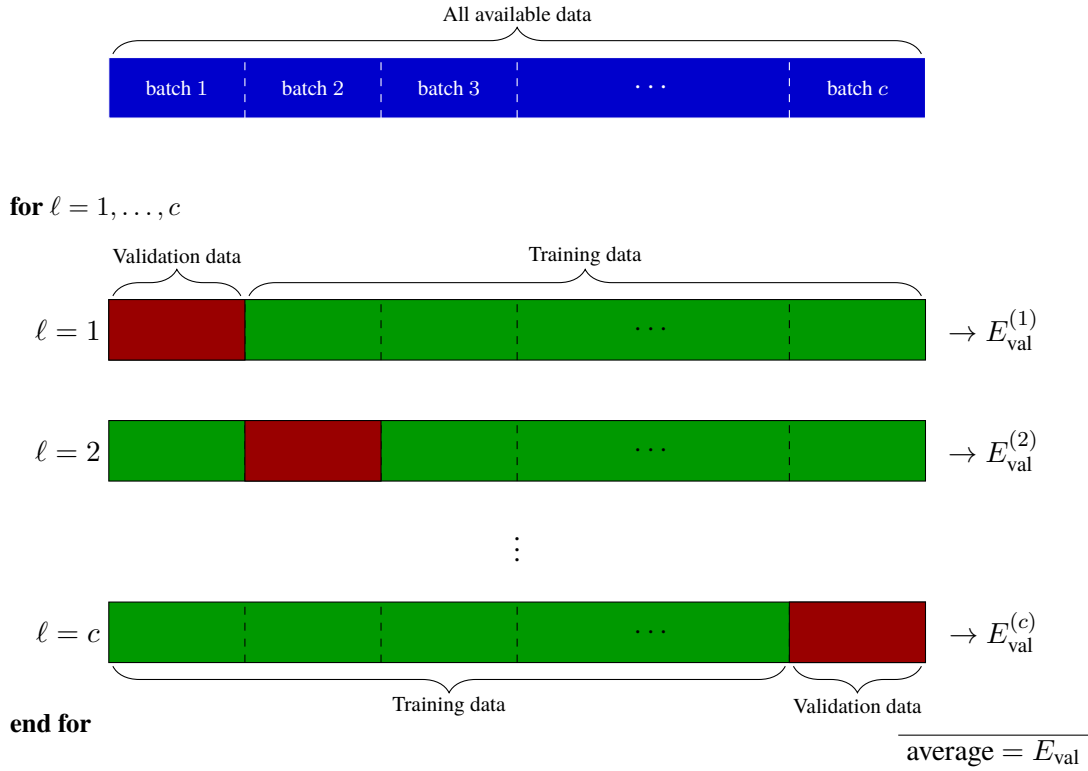 All available data
batch 1 batch 2 batch 3 ··· batch c
for ℓ = 1, . . . , c
Validation data Training data
ℓ = 1 ··· → E_val^(1)
ℓ = 2 ··· → E_val^(2)
⋮
ℓ = c ··· → E_val^(c)
Training data Validation data
end for
average = E_val